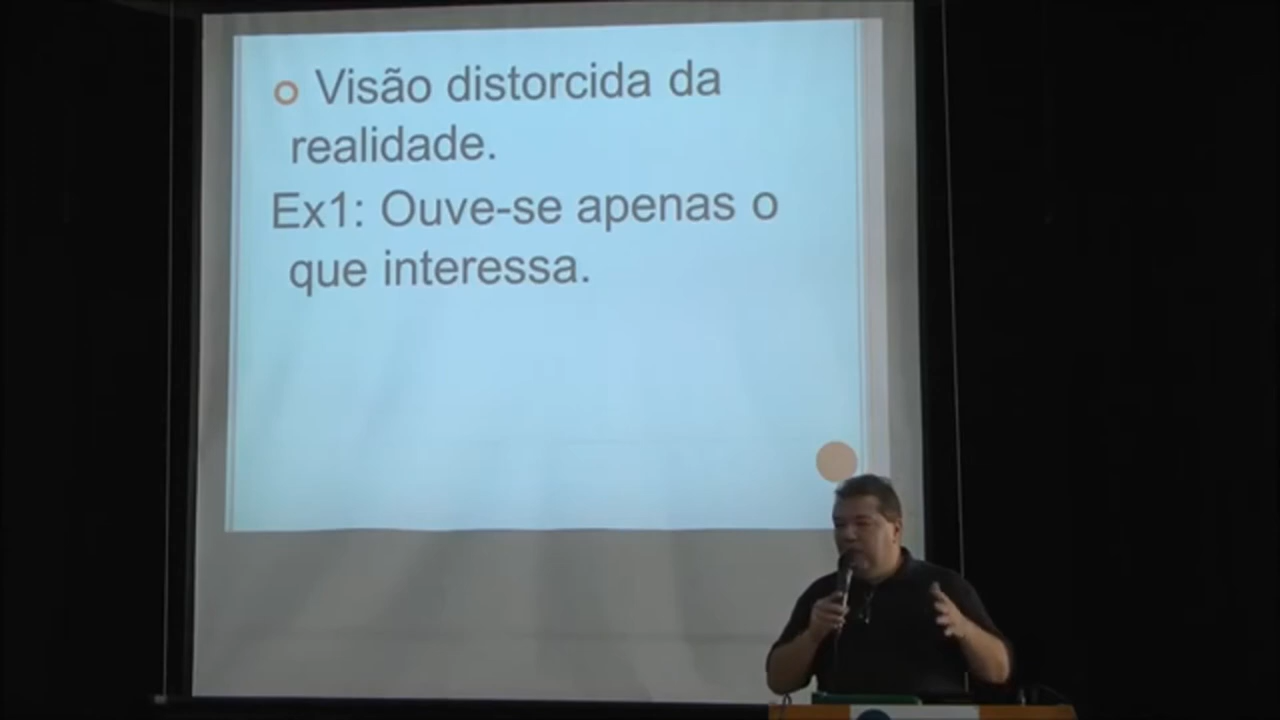 Visão distorcida da
realidade.
Ex1: Ouve-se apenas o
que interessa.